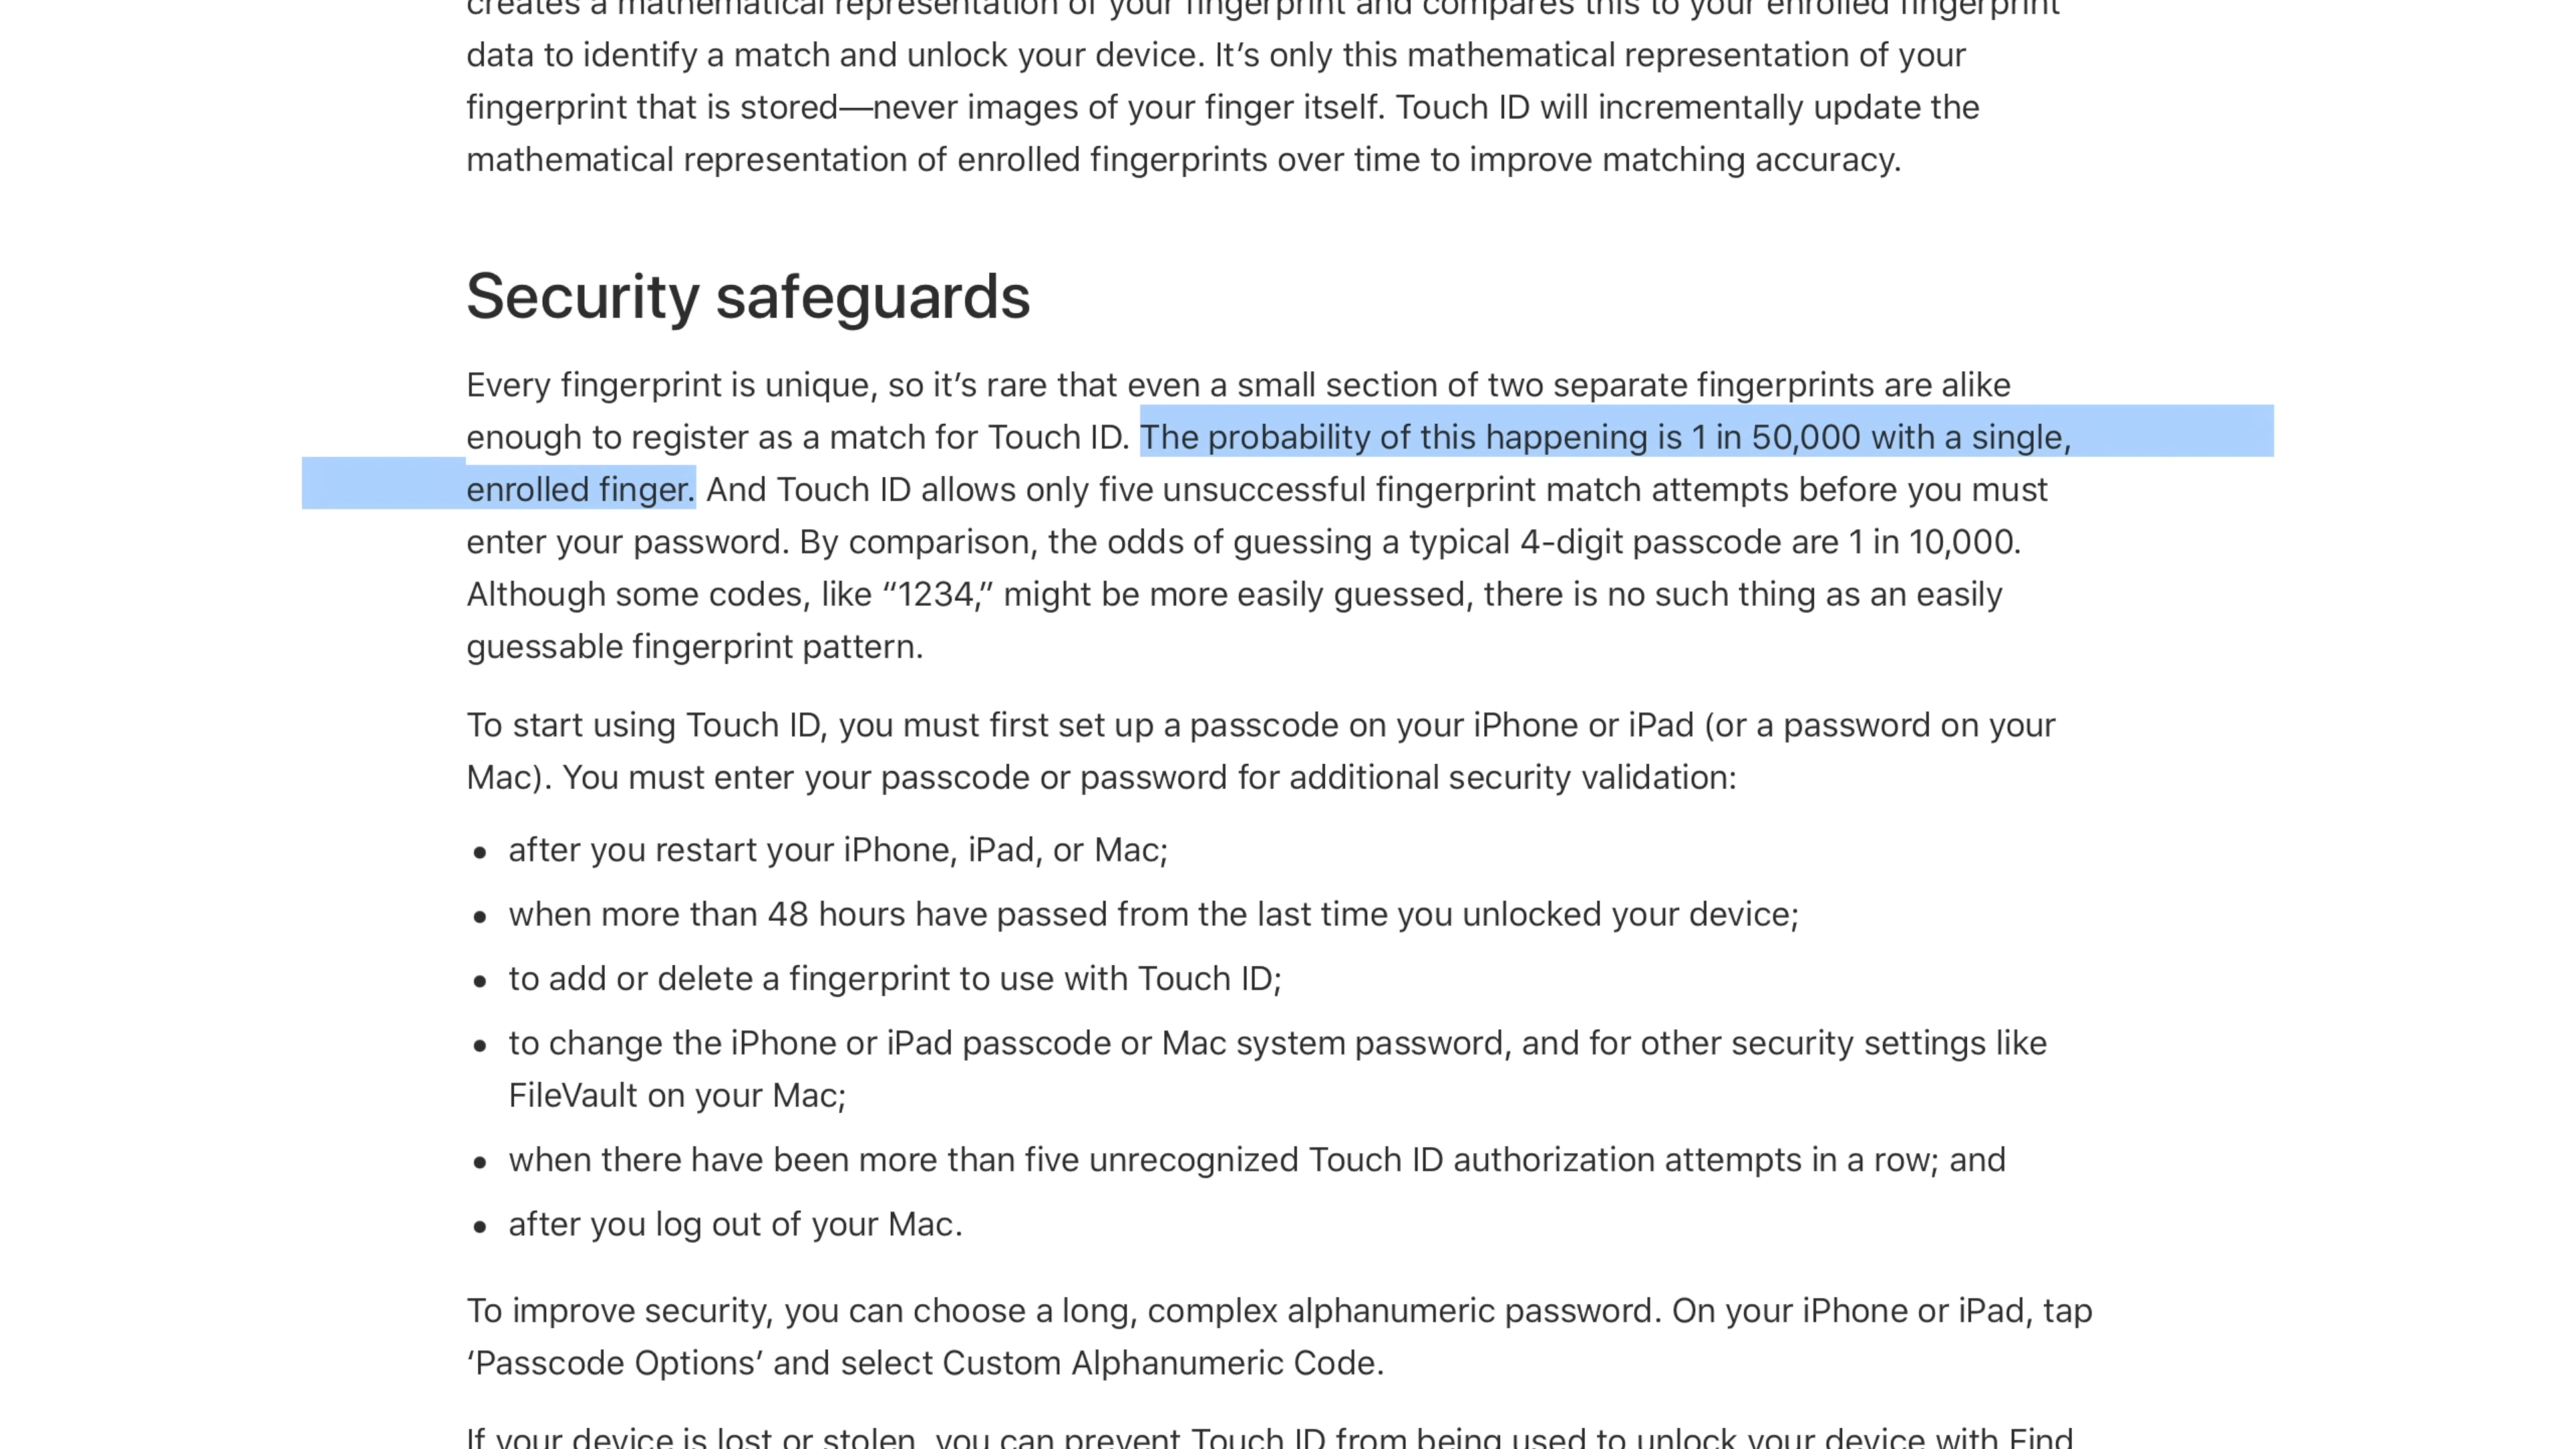 creates a mathematical representation of your fingerprint and compares this to your enrolled fingerprint
data to identify a match and unlock your device. It’s only this mathematical representation of your
fingerprint that is stored—never images of your finger itself. Touch ID will incrementally update the
mathematical representation of enrolled fingerprints over time to improve matching accuracy.
Security safeguards
Every fingerprint is unique, so it’s rare that even a small section of two separate fingerprints are alike
enough to register as a match for Touch ID. The probability of this happening is 1 in 50,000 with a single,
enrolled finger. And Touch ID allows only five unsuccessful fingerprint match attempts before you must
enter your password. By comparison, the odds of guessing a typical 4-digit passcode are 1 in 10,000.
Although some codes, like “1234,” might be more easily guessed, there is no such thing as an easily
guessable fingerprint pattern.
To start using Touch ID, you must first set up a passcode on your iPhone or iPad (or a password on your
Mac). You must enter your passcode or password for additional security validation:
• after you restart your iPhone, iPad, or Mac;
• when more than 48 hours have passed from the last time you unlocked your device;
• to add or delete a fingerprint to use with Touch ID;
• to change the iPhone or iPad passcode or Mac system password, and for other security settings like
FileVault on your Mac;
• when there have been more than five unrecognized Touch ID authorization attempts in a row; and
• after you log out of your Mac.
To improve security, you can choose a long, complex alphanumeric password. On your iPhone or iPad, tap
‘Passcode Options’ and select Custom Alphanumeric Code.
If your device is lost or stolen, you can prevent Touch ID from being used to unlock your device with Find